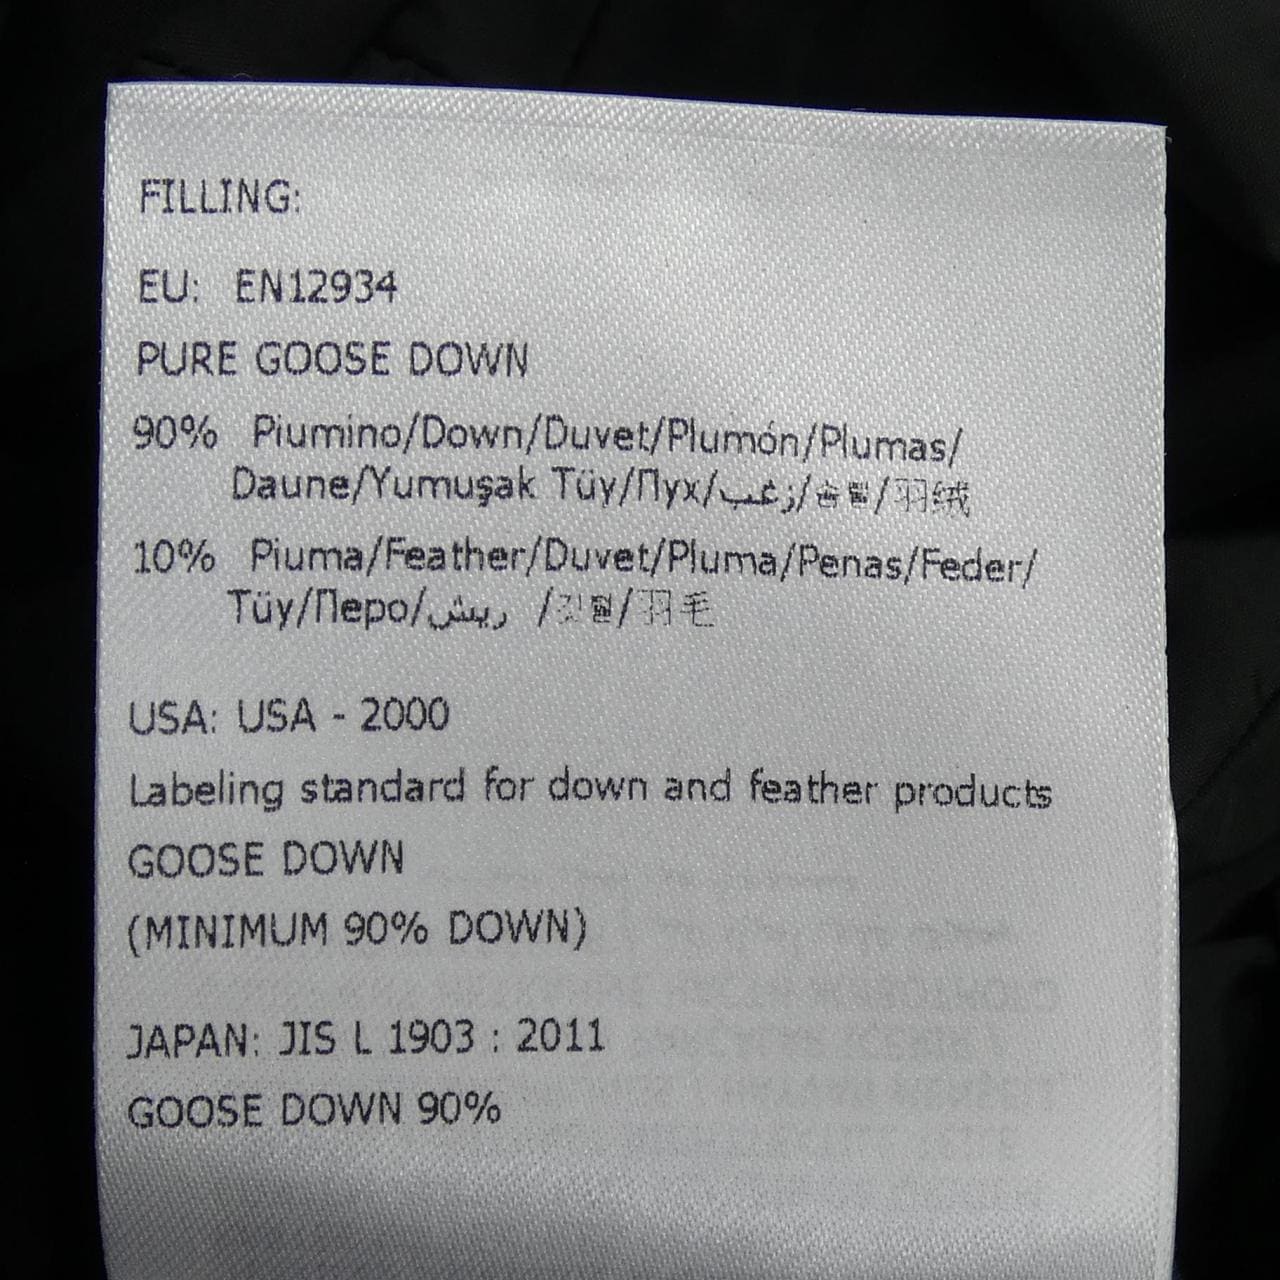 FILLING:
EU: EN12934
PURE GOOSE DOWN
90% Piumino/Down/Duvet/Plumón/Plumas/
Daune/Yumuşak Tüy/Пух/زغب/솜털/羽绒
10% Piuma/Feather/Duvet/Pluma/Penas/Feder/
Tüy/Перо/ريش /깃털/羽毛
USA: USA - 2000
Labeling standard for down and feather products
GOOSE DOWN
(MINIMUM 90% DOWN)
JAPAN: JIS L 1903 : 2011
GOOSE DOWN 90%